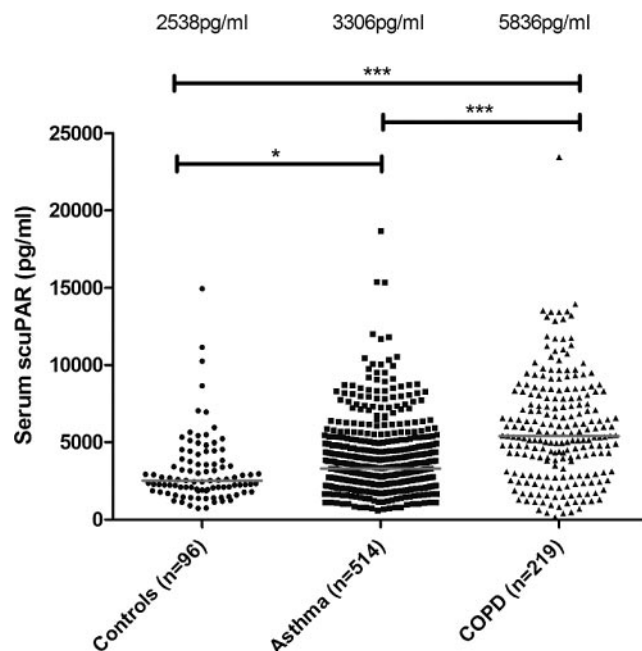 2538pg/ml 3306pg/ml 5836pg/ml
***
***
*
25000
20000
15000
10000
5000
0
Serum scuPAR (pg/ml)
Controls (n=96)
Asthma (n=514)
COPD (n=219)